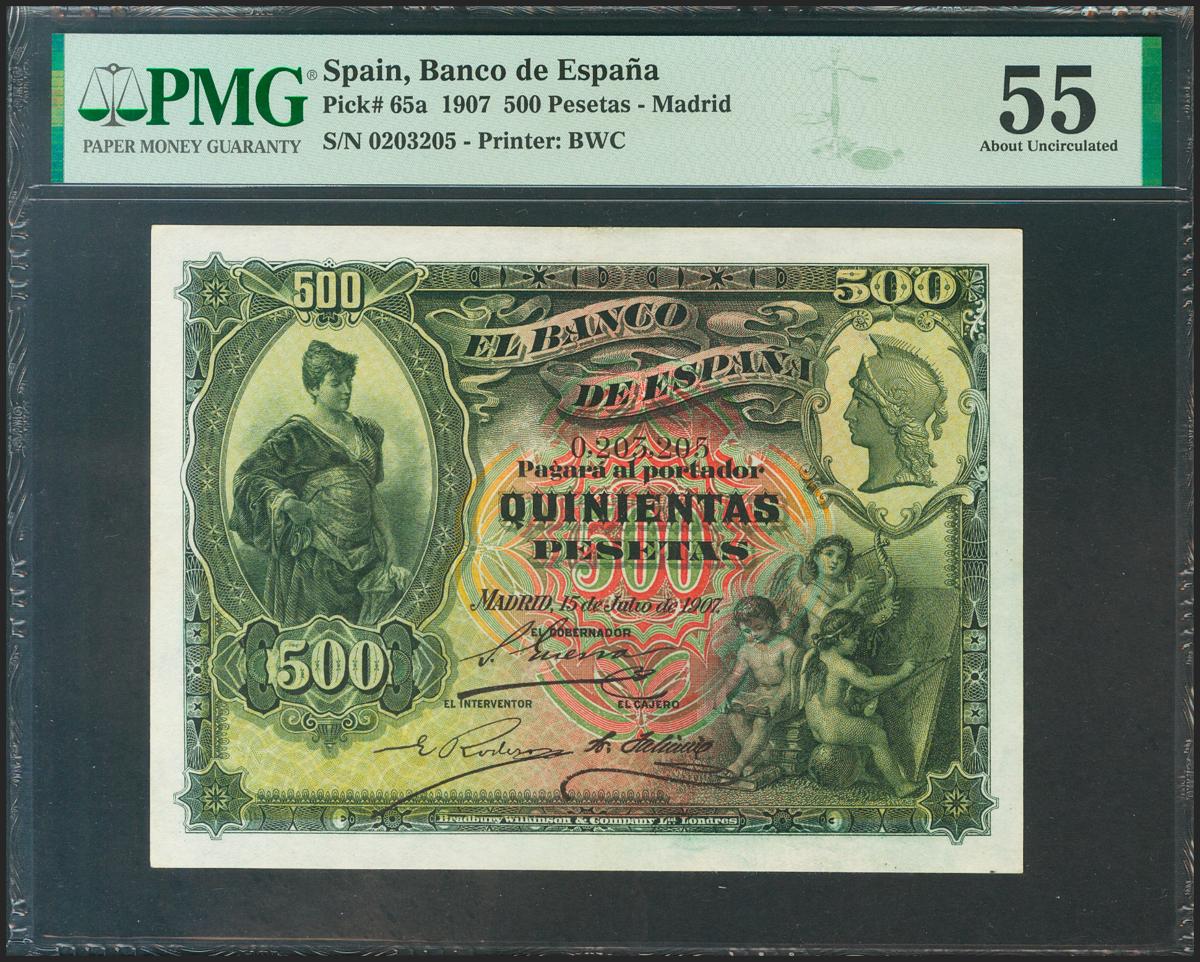 PMG®
PAPER MONEY GUARANTY
Spain, Banco de España
Pick# 65a 1907 500 Pesetas - Madrid
S/N 0203205 - Printer: BWC
55
About Uncirculated
500
500
EL BANCO
DE ESPAÑA
0,203,205
Pagará al portador
QUINIENTAS
PESETAS
500
MADRID, 15 de Julio de 1907
EL GOBERNADOR
500
EL INTERVENTOR
EL CAJERO
Bradbury Wilkinson & Company Ltd. Londres